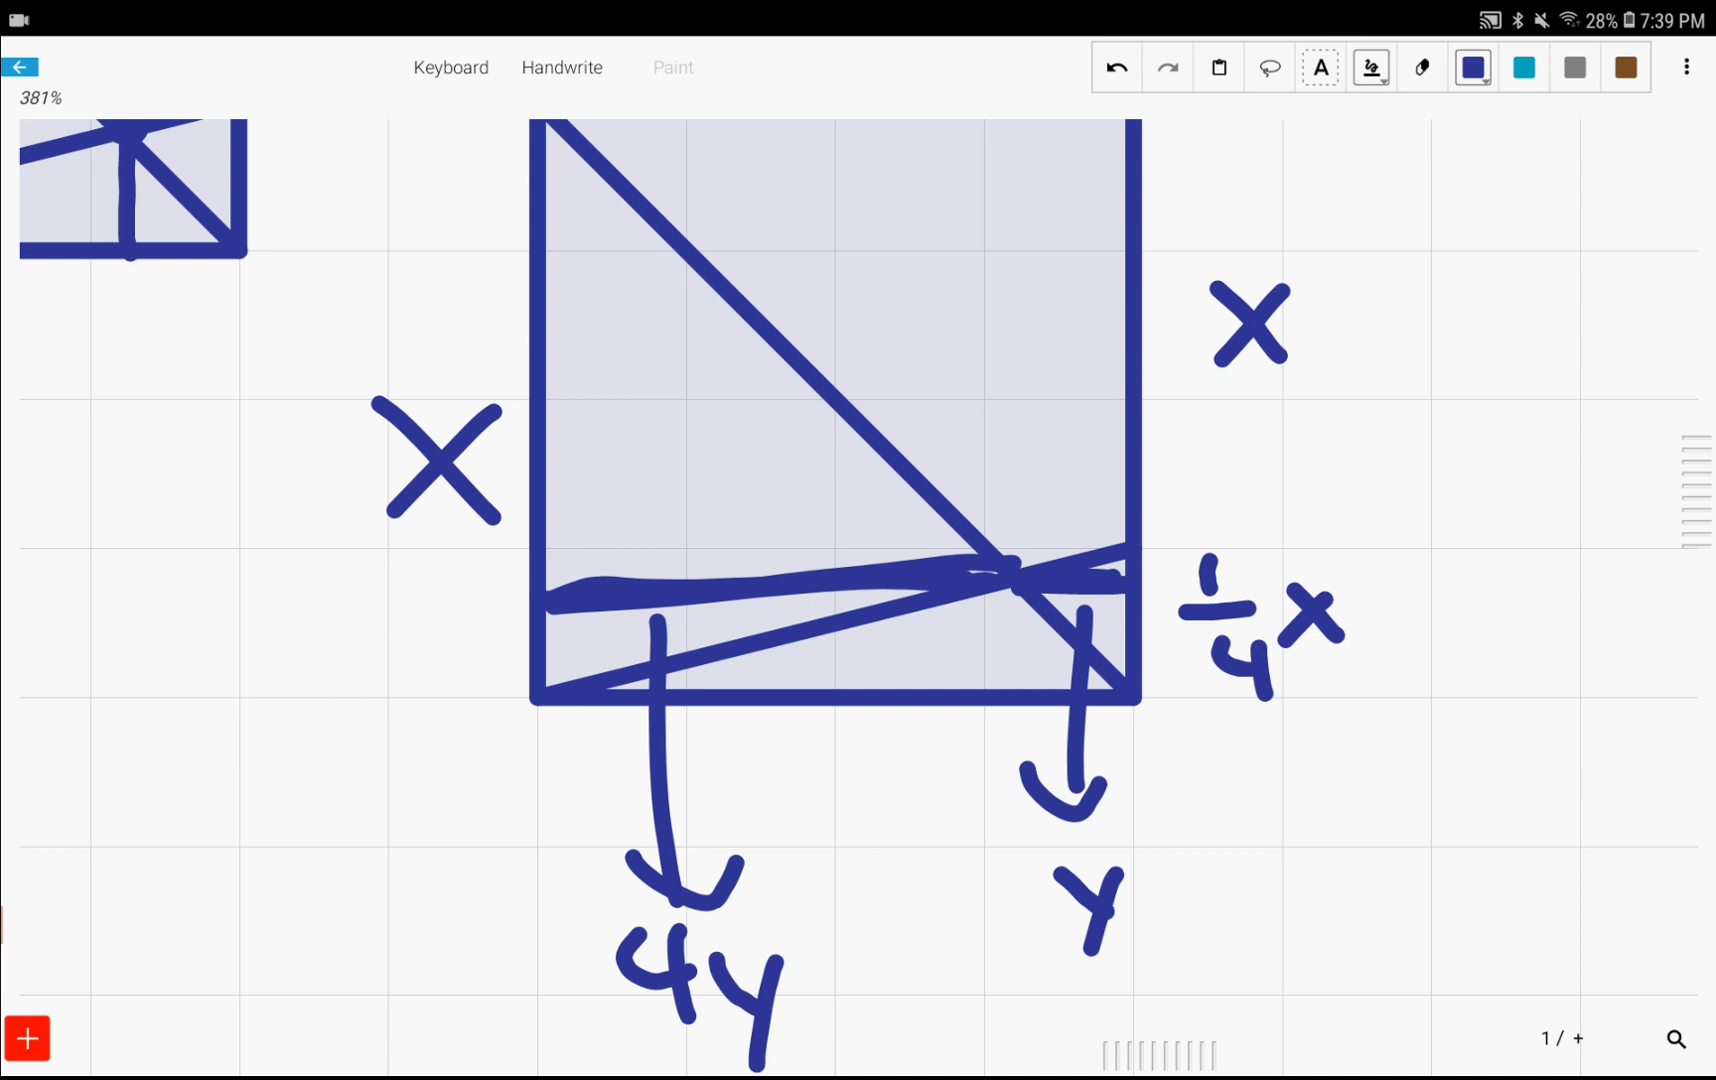 28% 7:39 PM
Keyboard Handwrite Paint A
381%
X
X
1/4 X
Y
4Y
1 / +